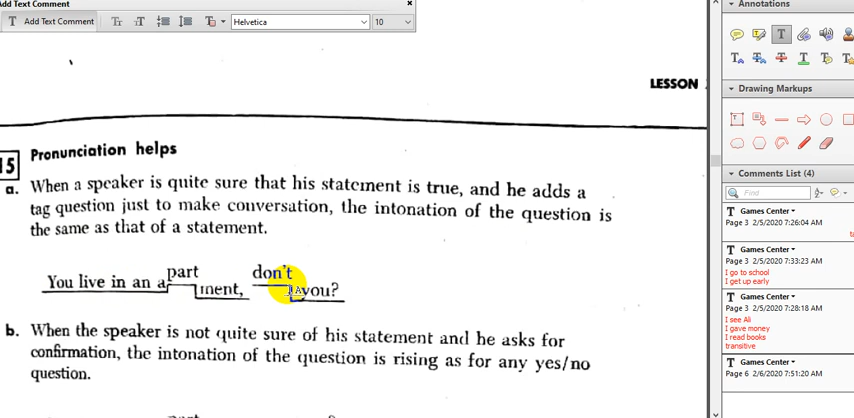 Add Text Comment
T Add Text Comment
Helvetica
10
LESSON
15 Pronunciation helps
a. When a speaker is quite sure that his statement is true, and he adds a
tag question just to make conversation, the intonation of the question is
the same as that of a statement.
You live in an apartment, don't you?
b. When the speaker is not quite sure of his statement and he asks for
confirmation, the intonation of the question is rising as for any yes/no
question.
Annotations
Drawing Markups
Comments List (4)
Find
Games Center
Page 3 2/5/2020 7:26:04 AM
Games Center
Page 3 2/5/2020 7:33:23 AM
I go to school
I get up early
Games Center
Page 3 2/5/2020 7:28:18 AM
I see Ali
I gave money
I read books
transitive
Games Center
Page 6 2/6/2020 7:51:20 AM